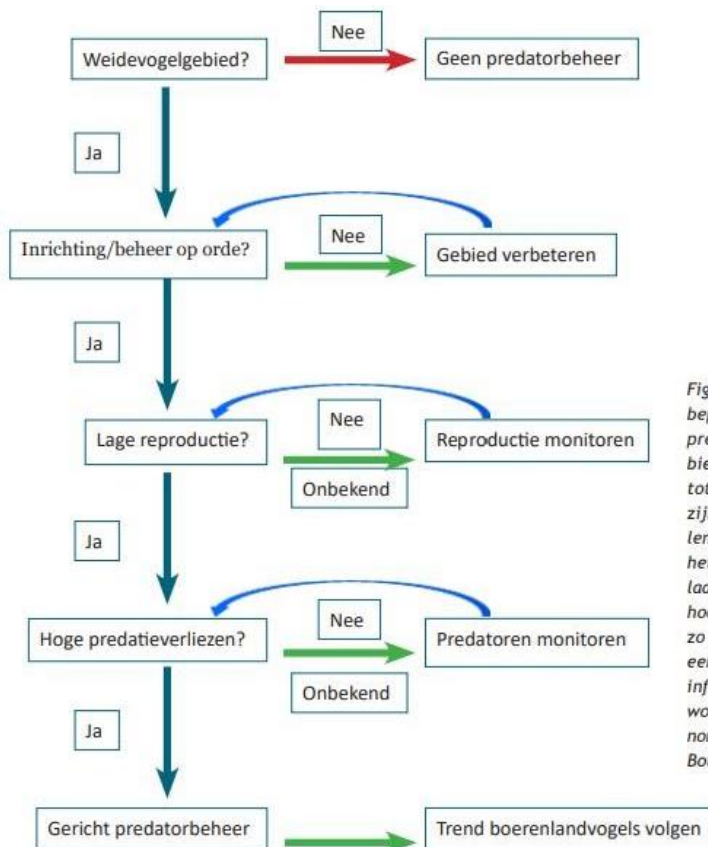 Nee
Weidevogelgebied?
Geen predatorbeheer
Ja
Inrichting/beheer op orde?
Nee
Gebied verbeteren
Ja
Lage reproductie?
Nee
Onbekend
Reproductie monitoren
Ja
Hoge predatieverliezen?
Nee
Onbekend
Predatoren monitoren
Ja
Gericht predatorbeheer
Trend boerenlandvogels volgen
Fig
bep
pre
bie
tot
zij
len
he
laa
ho
zo
ee
inf
wo
no
Bo